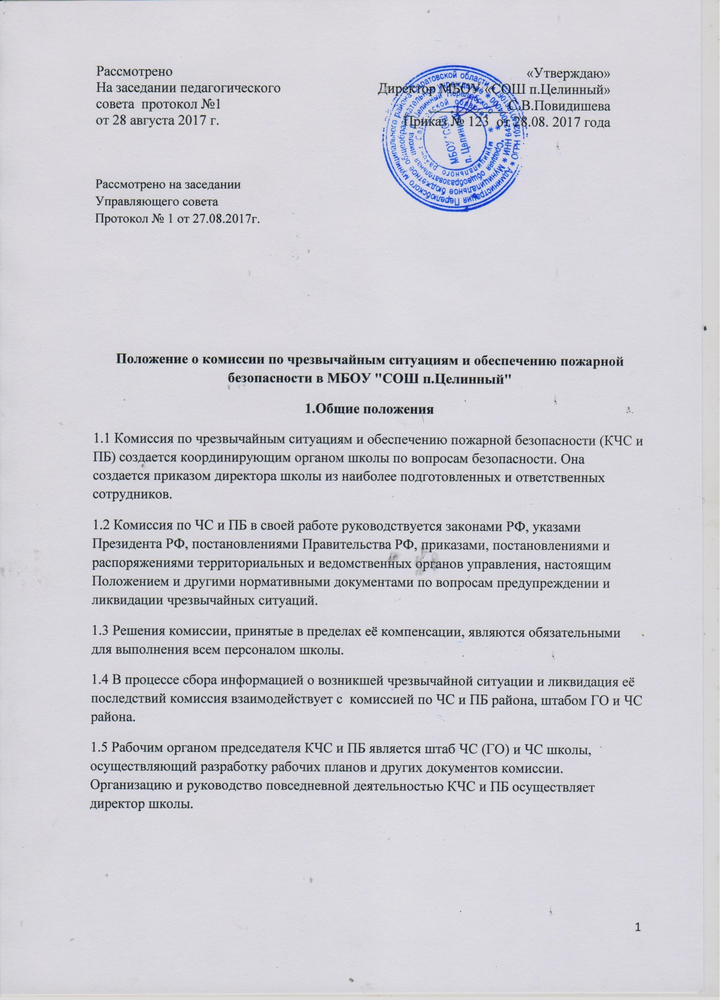 Рассмотрено
На заседании педагогического
совета протокол №1
от 28 августа 2017 г.
«Утверждаю»
Директор МБОУ «СОШ п.Целинный»
С.В.Повидишева
Приказ № 123 от 28.08. 2017 года
Рассмотрено на заседании
Управляющего совета
Протокол № 1 от 27.08.2017г.
Положение о комиссии по чрезвычайным ситуациям и обеспечению пожарной
безопасности в МБОУ "СОШ п.Целинный"
1.Общие положения
1.1 Комиссия по чрезвычайным ситуациям и обеспечению пожарной безопасности (КЧС и
ПБ) создается координирующим органом школы по вопросам безопасности. Она
создается приказом директора школы из наиболее подготовленных и ответственных
сотрудников.
1.2 Комиссия по ЧС и ПБ в своей работе руководствуется законами РФ, указами
Президента РФ, постановлениями Правительства РФ, приказами, постановлениями и
распоряжениями территориальных и ведомственных органов управления, настоящим
Положением и другими нормативными документами по вопросам предупреждении и
ликвидации чрезвычайных ситуаций.
1.3 Решения комиссии, принятые в пределах её компенсации, являются обязательными
для выполнения всем персоналом школы.
1.4 В процессе сбора информацией о возникшей чрезвычайной ситуации и ликвидация её
последствий комиссия взаимодействует с комиссией по ЧС и ПБ района, штабом ГО и ЧС
района.
1.5 Рабочим органом председателя КЧС и ПБ является штаб ЧС (ГО) и ЧС школы,
осуществляющий разработку рабочих планов и других документов комиссии.
Организацию и руководство повседневной деятельностью КЧС и ПБ осуществляет
директор школы.
Администрация Перелюбского муниципального района Саратовской области
Муниципальное бюджетное общеобразовательное учреждение
Средняя общеобразовательная школа п. Целинный Перелюбского
муниципального района Саратовской области
МБОУ "СОШ
п. Целинный"
1